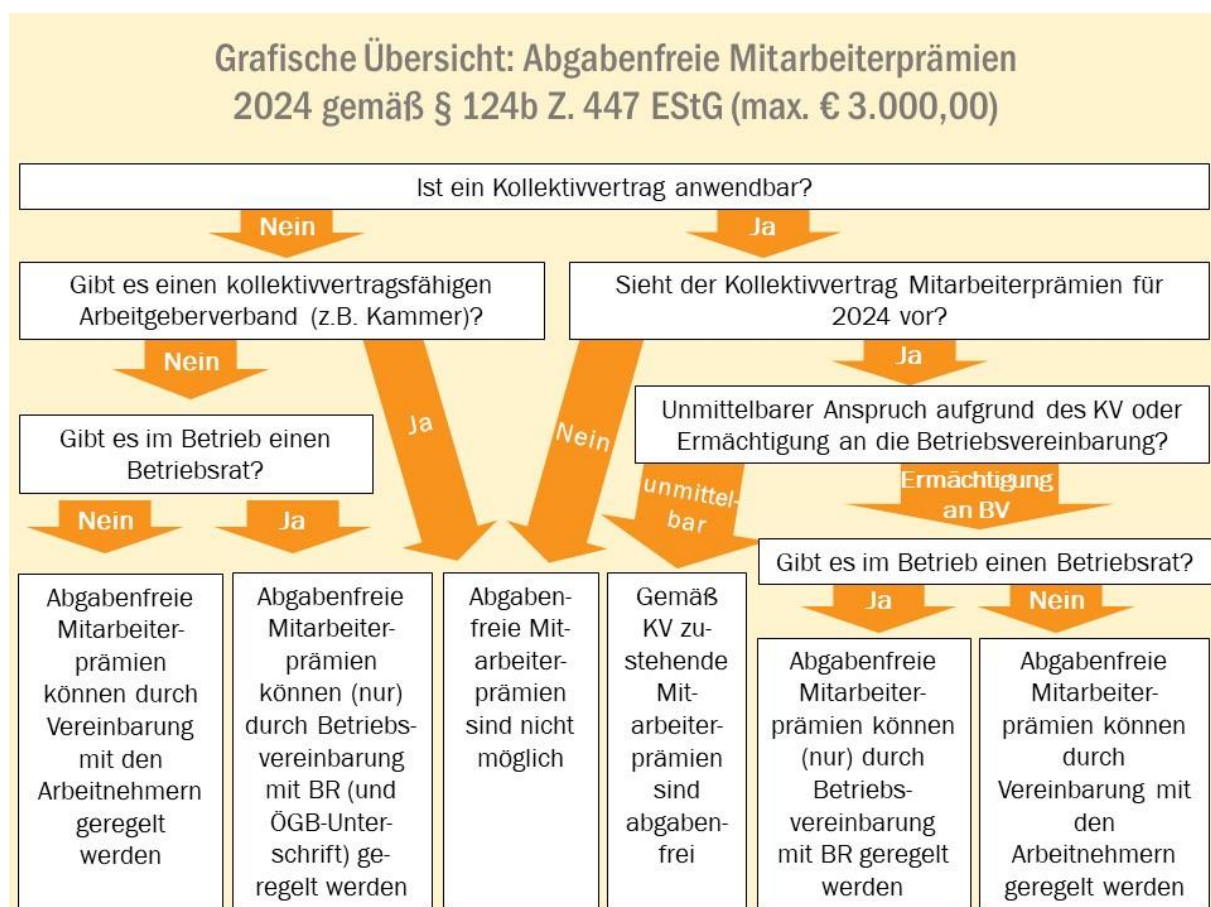 Grafische Übersicht: Abgabenfreie Mitarbeiterprämien
2024 gemäß § 124b Z. 447 EStG (max. € 3.000,00)
Ist ein Kollektivvertrag anwendbar?
Nein
Ja
Gibt es einen kollektivvertragsfähigen
Arbeitgeberverband (z.B. Kammer)?
Sieht der Kollektivvertrag Mitarbeiterprämien für
2024 vor?
Nein
Ja
Nein
Ja
Gibt es im Betrieb einen
Betriebsrat?
Unmittelbarer Anspruch aufgrund des KV oder
Ermächtigung an die Betriebsvereinbarung?
Nein
Ja
unmittel-
bar
Ermächtigung
an BV
Gibt es im Betrieb einen Betriebsrat?
Ja
Nein
Abgabenfreie
Mitarbeiter-
prämien
können durch
Vereinbarung
mit den
Arbeitnehmern
geregelt
werden
Abgabenfreie
Mitarbeiter-
prämien
können (nur)
durch Betriebs-
vereinbarung
mit BR (und
ÖGB-Unter-
schrift) ge-
regelt werden
Abgaben-
freie Mit-
arbeiter-
prämien
sind nicht
möglich
Gemäß
KV zu-
stehende
Mit-
arbeiter-
prämien
sind
abgaben-
frei
Abgabenfreie
Mitarbeiter-
prämien können
(nur) durch
Betriebs-
vereinbarung
mit BR geregelt
werden
Abgabenfreie
Mitarbeiter-
prämien können
durch
Vereinbarung mit
den
Arbeitnehmern
geregelt werden